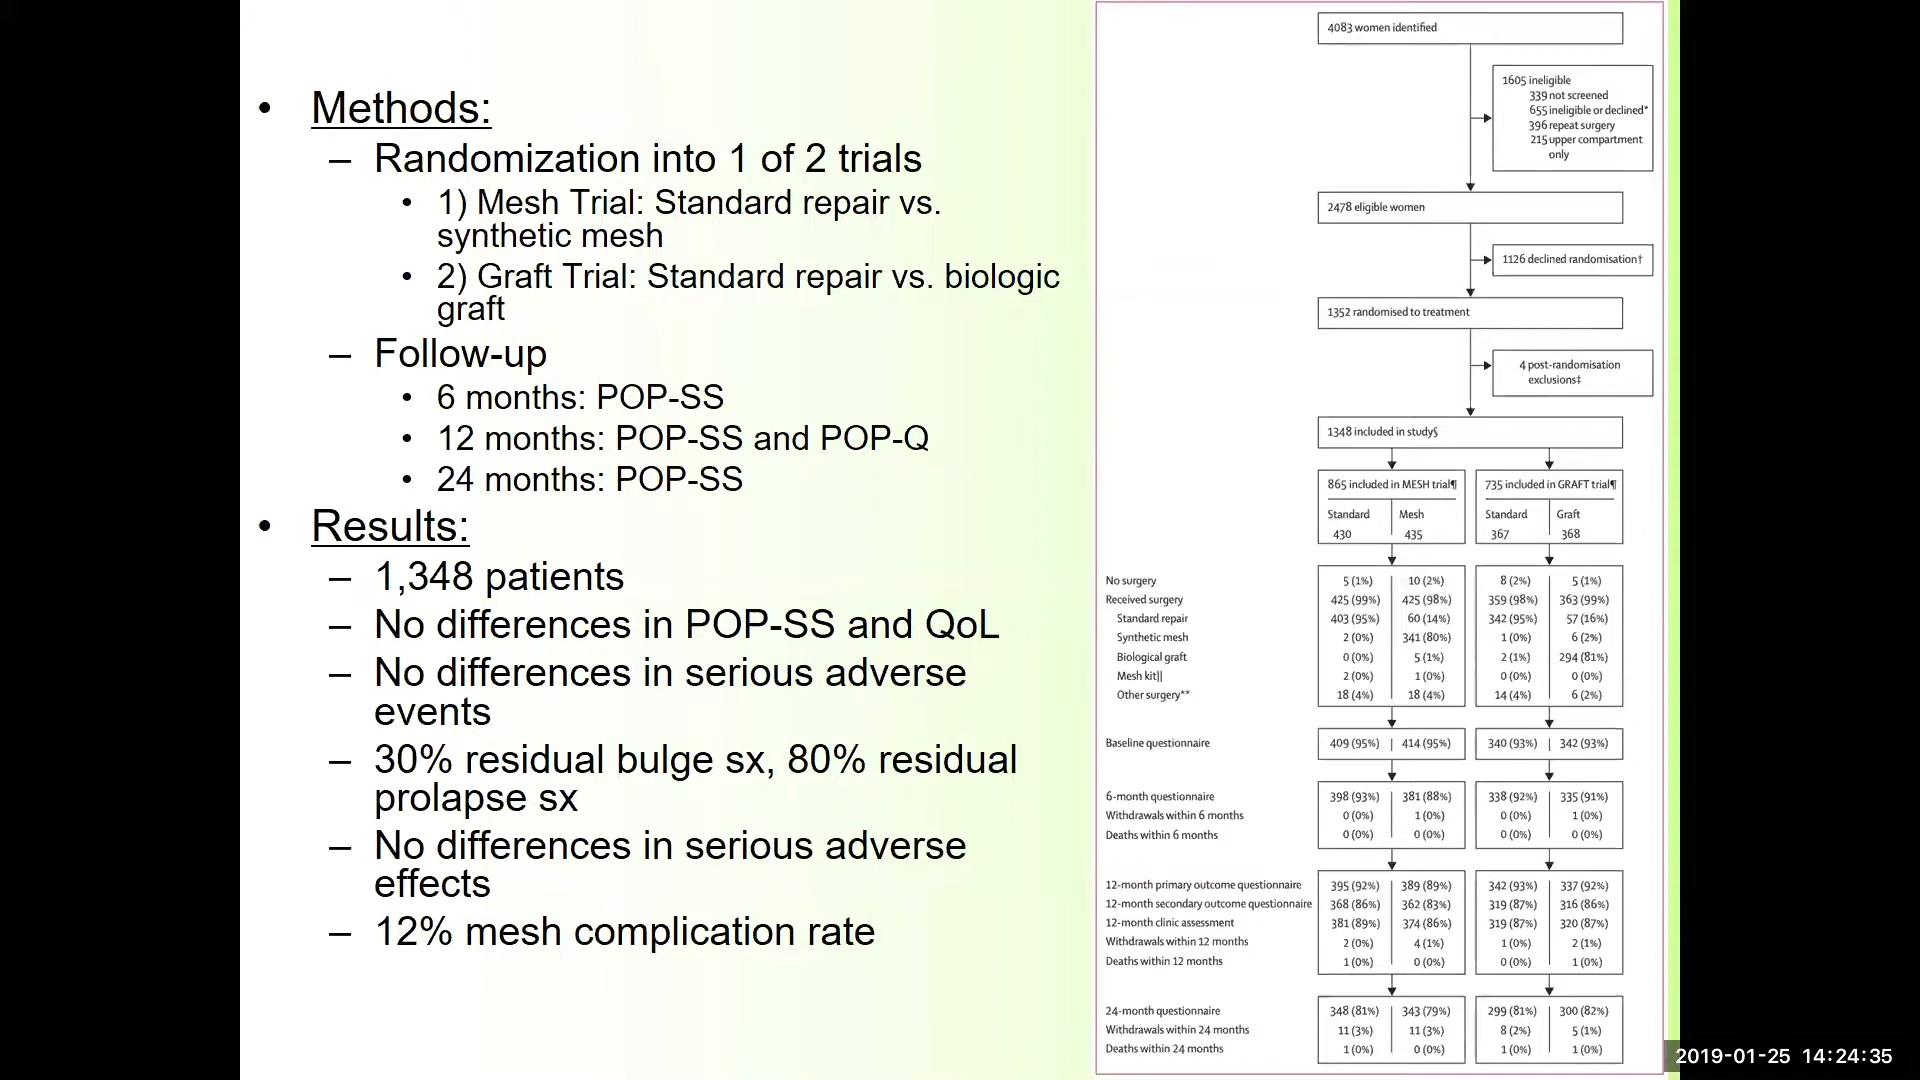 • Methods:
– Randomization into 1 of 2 trials
• 1) Mesh Trial: Standard repair vs.
synthetic mesh
• 2) Graft Trial: Standard repair vs. biologic
graft
– Follow-up
• 6 months: POP-SS
• 12 months: POP-SS and POP-Q
• 24 months: POP-SS
• Results:
– 1,348 patients
– No differences in POP-SS and QoL
– No differences in serious adverse
events
– 30% residual bulge sx, 80% residual
prolapse sx
– No differences in serious adverse
effects
– 12% mesh complication rate
4083 women identified
1605 ineligible
339 not screened
655 ineligible or declined*
396 repeat surgery
215 upper compartment
only
2478 eligible women
1126 declined randomisation†
1352 randomised to treatment
4 post-randomisation
exclusions‡
1348 included in study§
865 included in MESH trial¶ 735 included in GRAFT trial¶
Standard Mesh Standard Graft
430 435 367 368
No surgery 5 (1%) 10 (2%) 8 (2%) 5 (1%)
Received surgery 425 (99%) 425 (98%) 359 (98%) 363 (99%)
Standard repair 403 (95%) 60 (14%) 342 (95%) 57 (16%)
Synthetic mesh 2 (0%) 341 (80%) 1 (0%) 6 (2%)
Biological graft 0 (0%) 5 (1%) 2 (1%) 294 (81%)
Mesh kit|| 2 (0%) 1 (0%) 0 (0%) 0 (0%)
Other surgery** 18 (4%) 18 (4%) 14 (4%) 6 (2%)
Baseline questionnaire 409 (95%) 414 (95%) 340 (93%) 342 (93%)
6-month questionnaire 398 (93%) 381 (88%) 338 (92%) 335 (91%)
Withdrawals within 6 months 0 (0%) 1 (0%) 0 (0%) 1 (0%)
Deaths within 6 months 0 (0%) 0 (0%) 0 (0%) 0 (0%)
12-month primary outcome questionnaire 395 (92%) 389 (89%) 342 (93%) 337 (92%)
12-month secondary outcome questionnaire 368 (86%) 362 (83%) 319 (87%) 316 (86%)
12-month clinic assessment 381 (89%) 374 (86%) 319 (87%) 320 (87%)
Withdrawals within 12 months 2 (0%) 4 (1%) 1 (0%) 2 (1%)
Deaths within 12 months 1 (0%) 0 (0%) 0 (0%) 1 (0%)
24-month questionnaire 348 (81%) 343 (79%) 299 (81%) 300 (82%)
Withdrawals within 24 months 11 (3%) 11 (3%) 8 (2%) 5 (1%)
Deaths within 24 months 1 (0%) 0 (0%) 1 (0%) 1 (0%)
2019-01-25 14:24:35